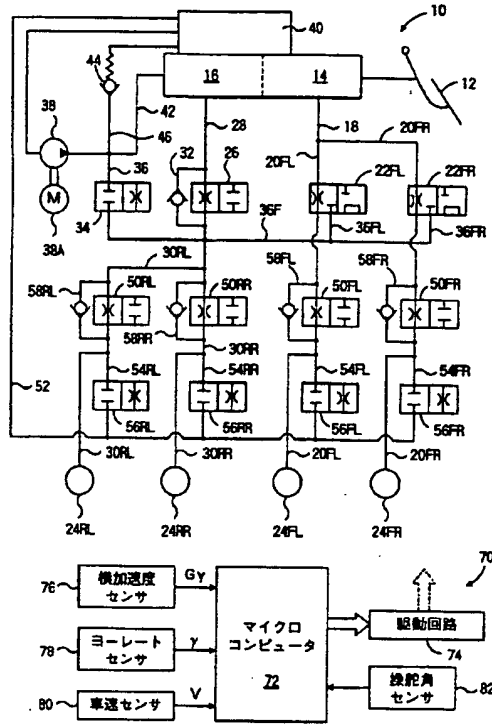 40
10
44
16
14
12
38
42
28
18
46
20FR
36
32
26
20FL
22FL
22FR
M
34
36F
36FL
36FR
38A
30RL
58FL
58FR
58RL
50RL
50RR
50FL
50FR
58RR
30RR
52
54RL
54RR
54FL
54FR
56RL
56RR
56FL
56FR
30RL
30RR
20FL
20FR
24RL
24RR
24FL
24FR
70
76
横加速度
センサ
Gy
マイクロ
コンピュータ
72
駆動回路
74
78
ヨーレート
センサ
γ
80
車速センサ
V
操舵角
センサ
82